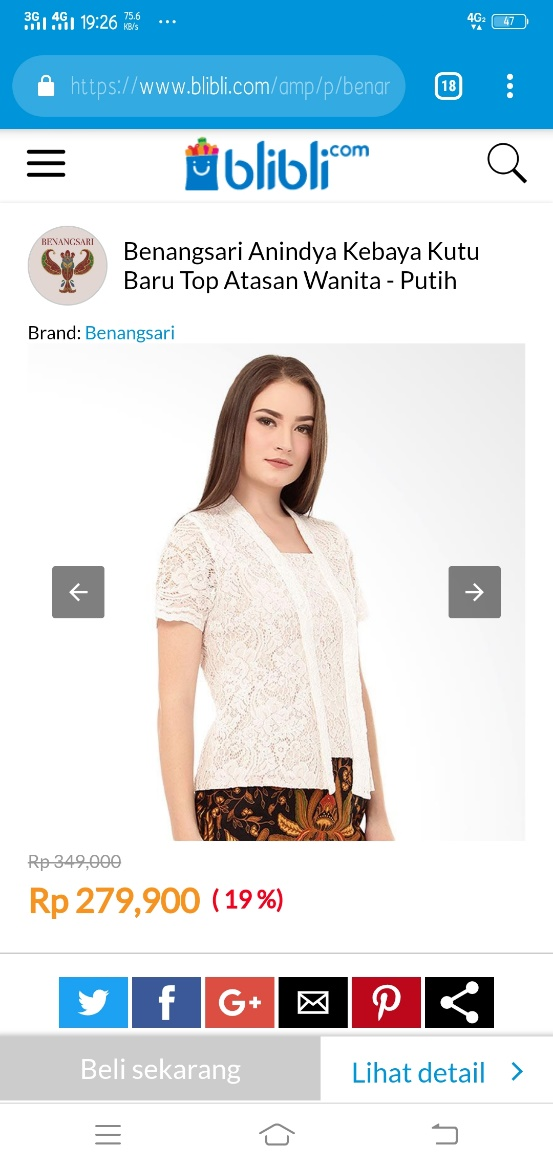 3G 4G 19:26 75.6 KB/s ... 4G2 47
https://www.blibli.com/amp/p/benar
18
blibli.com
BENANGSARI
Benangsari Anindya Kebaya Kutu
Baru Top Atasan Wanita - Putih
Brand: Benangsari
Rp 349,000
Rp 279,900 ( 19 %)
G+
Beli sekarang
Lihat detail